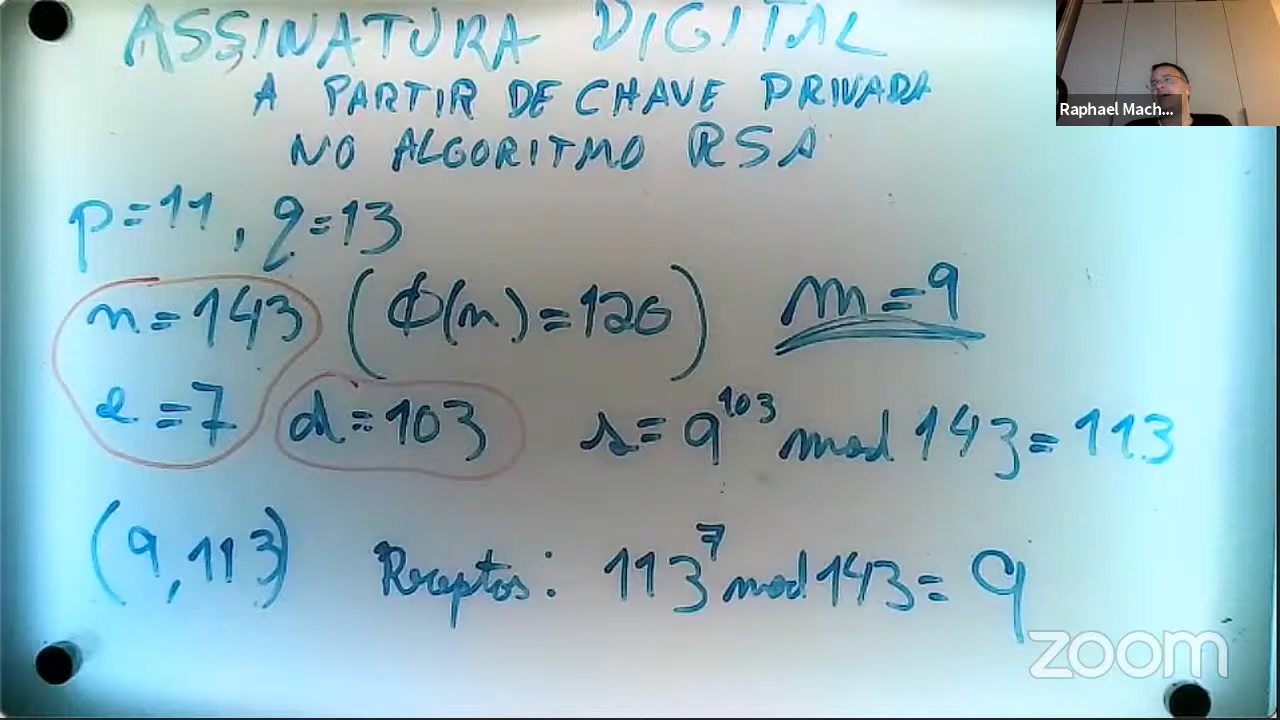 ASSINATURA DIGITAL
A PARTIR DE CHAVE PRIVADA
NO ALGORITMO RSA
p=11, q=13
n=143 (ϕ(n)=120) m=9
e=7 d=103 s=9^103 mod 143=113
(9,113) Receptor: 113^7 mod 143=9
Raphael Mach...
zoom